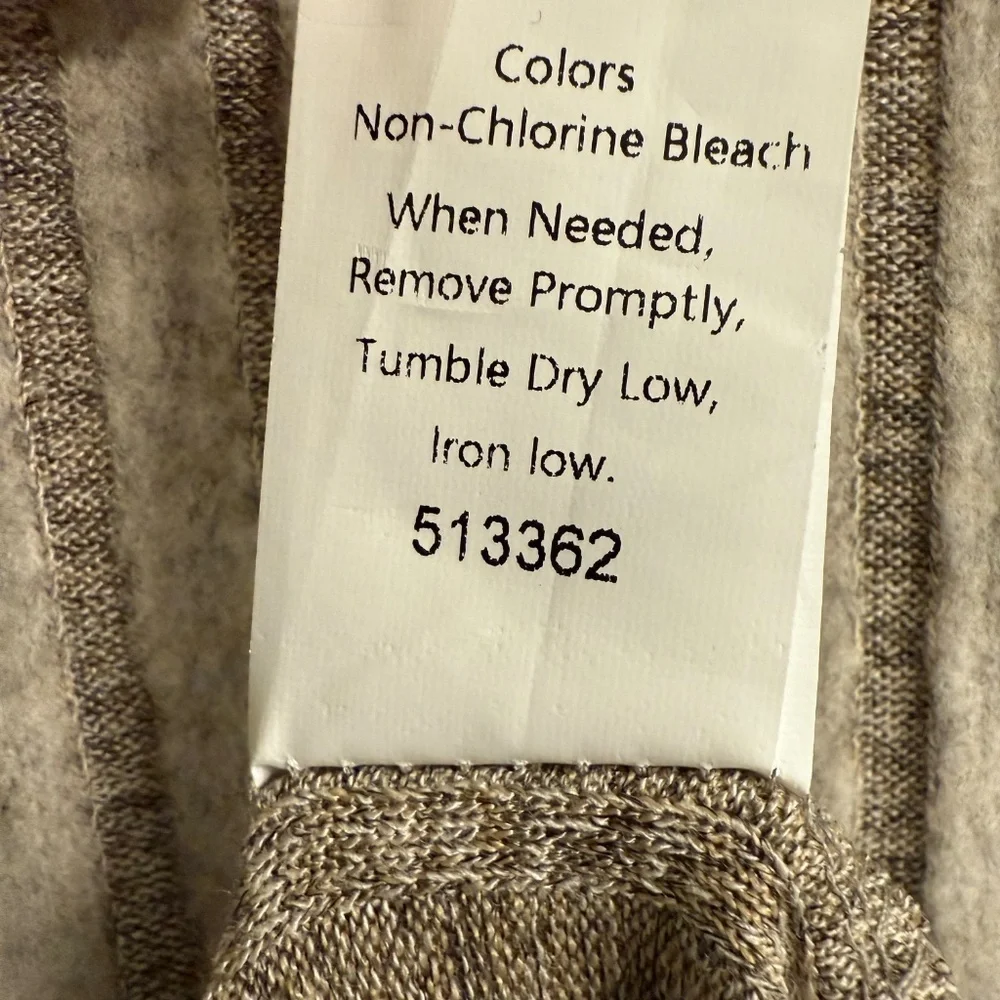 Colors
Non-Chlorine Bleach
When Needed,
Remove Promptly,
Tumble Dry Low,
Iron low.
513362